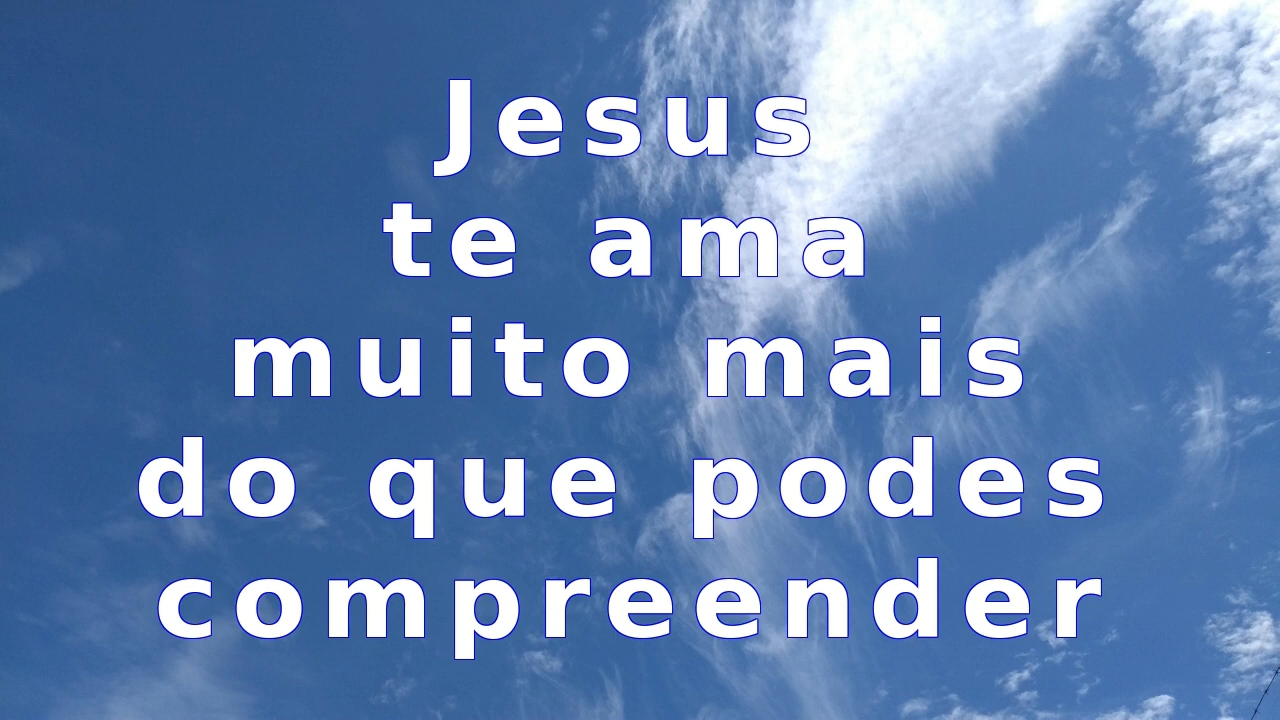 Jesus
te ama
muito mais
do que podes
compreender